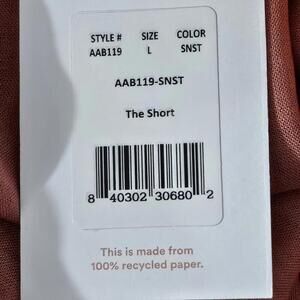 STYLE # SIZE COLOR
AAB119 L SNST
AAB119-SNST
The Short
8 40302 30680 2
This is made from
100% recycled paper.